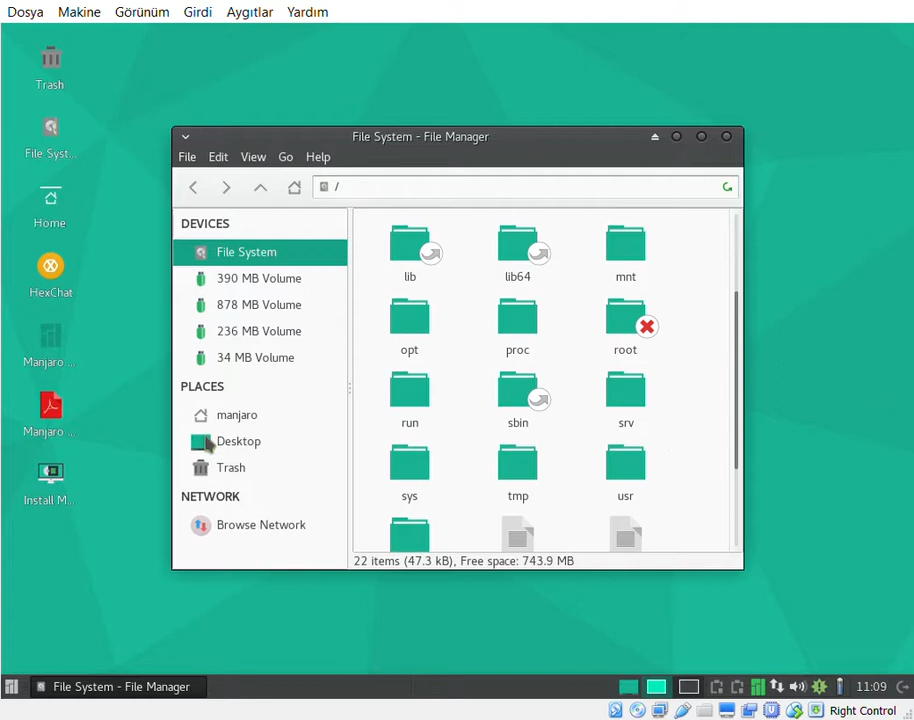 Dosya Makine Görünüm Girdi Aygıtlar Yardım
Trash
File Syst...
Home
HexChat
Manjaro ...
Manjaro ...
Install M...
File System - File Manager
File Edit View Go Help
/
DEVICES
File System
390 MB Volume
878 MB Volume
236 MB Volume
34 MB Volume
PLACES
manjaro
Desktop
Trash
NETWORK
Browse Network
lib lib64 mnt
opt proc root
run sbin srv
sys tmp usr
22 items (47.3 kB), Free space: 743.9 MB
File System - File Manager
11:09
Right Control